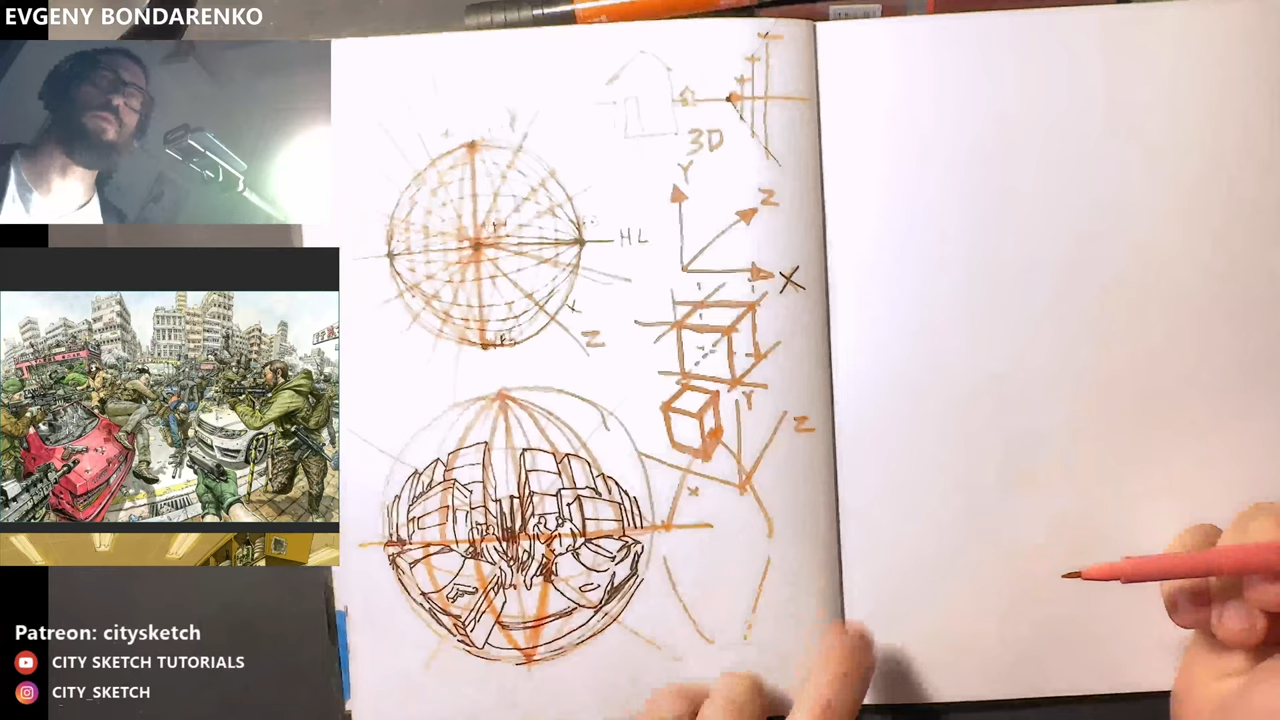 EVGENY BONDARENKO
3D
Y
Z
HL
X
X
Z
Y
Z
X
Patreon: citysketch
CITY SKETCH TUTORIALS
CITY_SKETCH